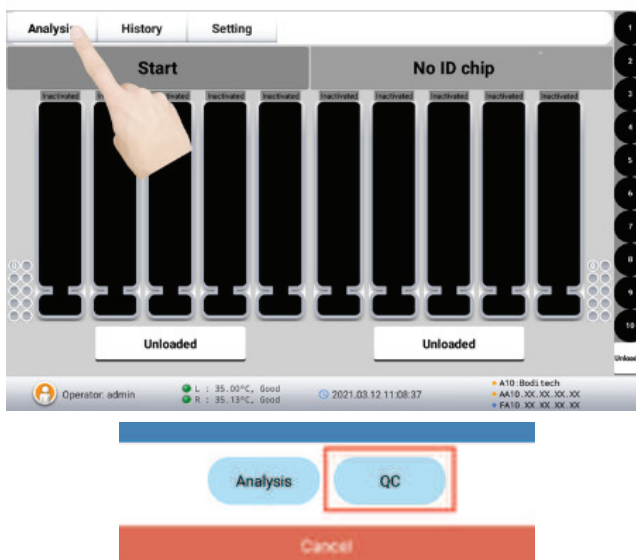 Analysis History Setting
Start No ID chip
Inactivated Inactivated Inactivated Inactivated Inactivated Inactivated Inactivated Inactivated
1
2
3
4
5
6
7
8
9
10
Unloaded Unloaded
Operator: admin
L : 35.00°C, Good
R : 35.13°C, Good
2021.03.12 11:08:37
A10:Boditech
AA10.XX.XX.XX.XX
FA10.XX.XX.XX.XX
Analysis QC
Cancel